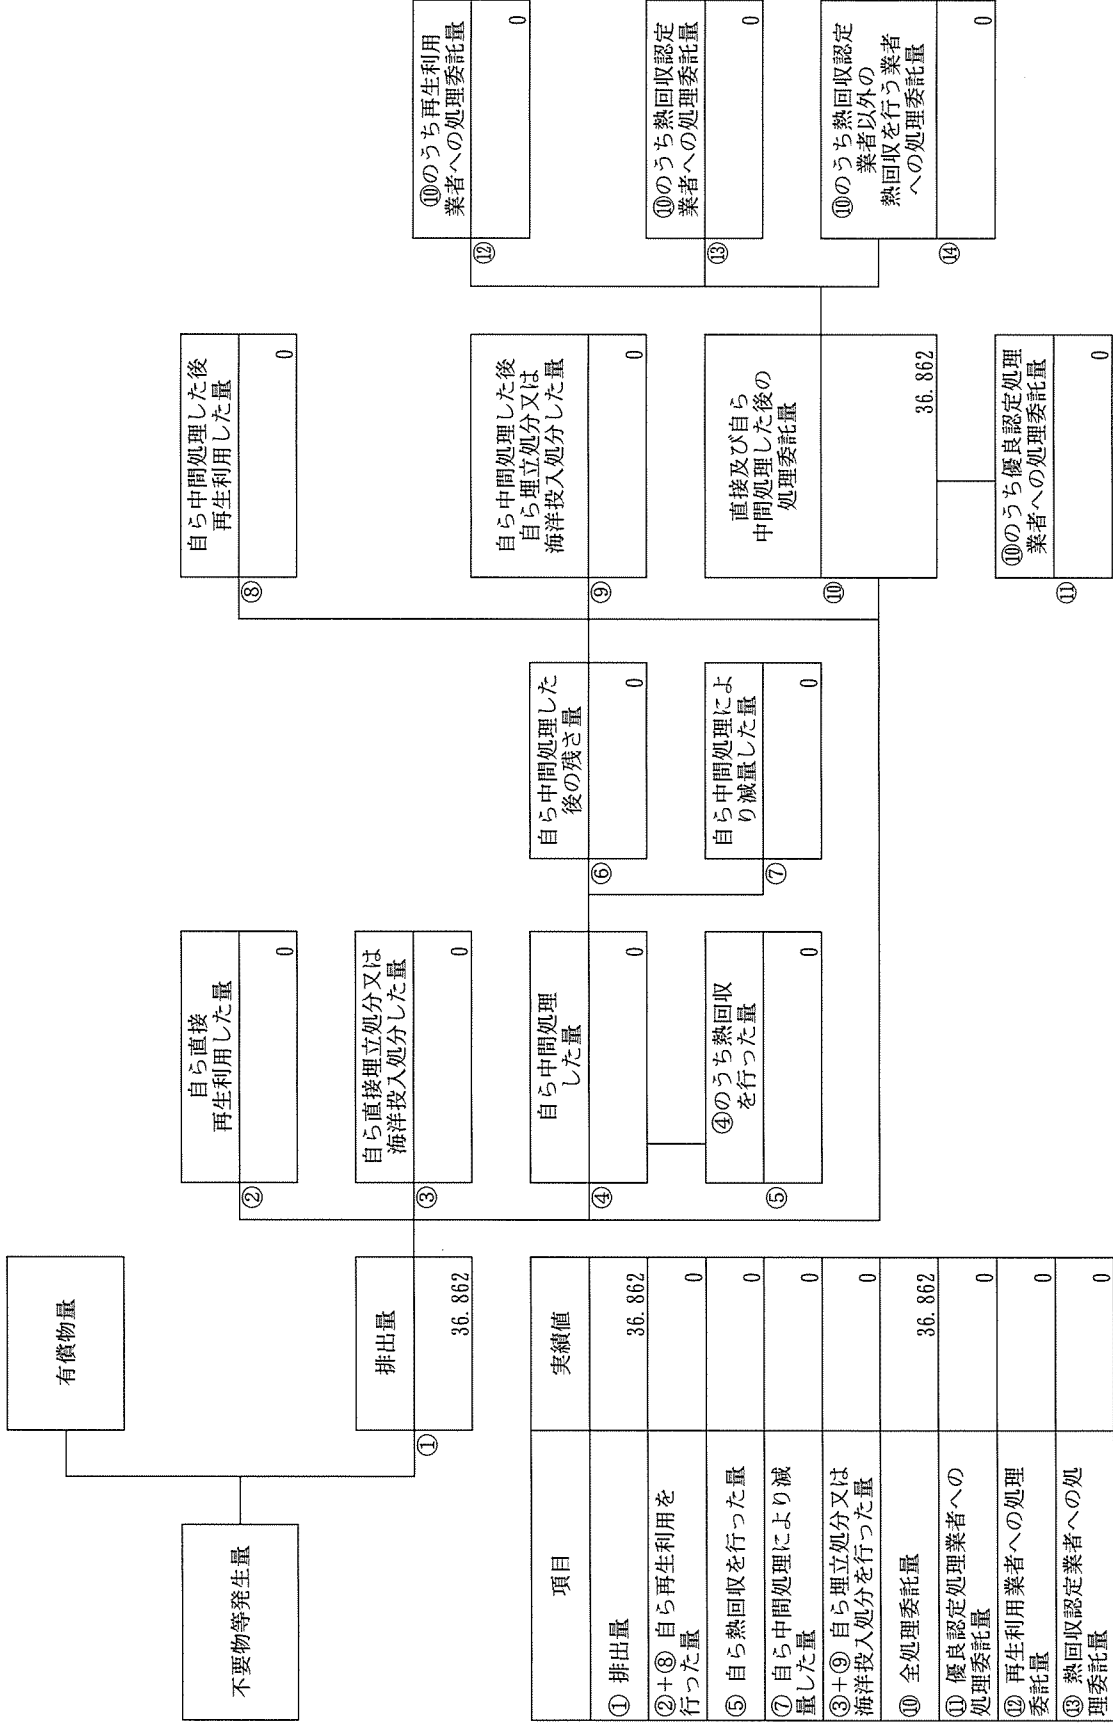 不要物等発生量
有償物量
排出量
①
36.862
自ら直接
再生利用した量
②
0
自ら直接埋立処分又は
海洋投入処分した量
③
0
自ら中間処理
した量
④
0
④のうち熱回収
を行った量
⑤
0
自ら中間処理した
後の残さ量
⑥
0
自ら中間処理によ
り減量した量
⑦
0
自ら中間処理した後
再生利用した量
⑧
0
自ら中間処理した後
自ら埋立処分又は
海洋投入処分した量
⑨
0
直接及び自ら
中間処理した後の
処理委託量
⑩
36.862
⑩のうち優良認定処理
業者への処理委託量
⑪
0
⑩のうち再生利用
業者への処理委託量
⑫
0
⑩のうち熱回収認定
業者への処理委託量
⑬
0
⑩のうち熱回収認定
業者以外の
熱回収を行う業者
への処理委託量
⑭
0
項目 実績値
① 排出量 36.862
②+⑧ 自ら再生利用を
行った量 0
⑤ 自ら熱回収を行った量 0
⑦ 自ら中間処理により減
量した量 0
③+⑨ 自ら埋立処分又は
海洋投入処分を行った量 0
⑩ 全処理委託量 36.862
⑪ 優良認定処理業者への
処理委託量 0
⑫ 再生利用業者への処理
委託量 0
⑬ 熱回収認定業者への処
理委託量 0